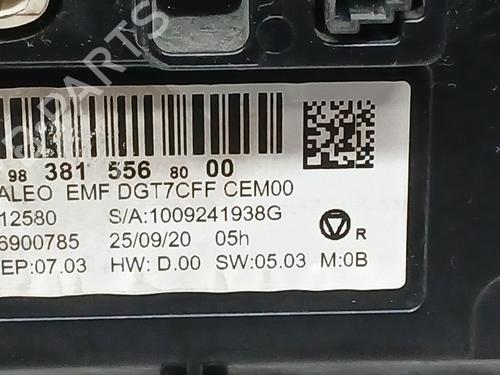 PARTS
98 381 556 80 00
ALEO EMF DGT7CFF CEM00
12580 S/A:1009241938G
6900785 25/09/20 05h
R
EP:07.03 HW: D.00 SW:05.03 M:0B